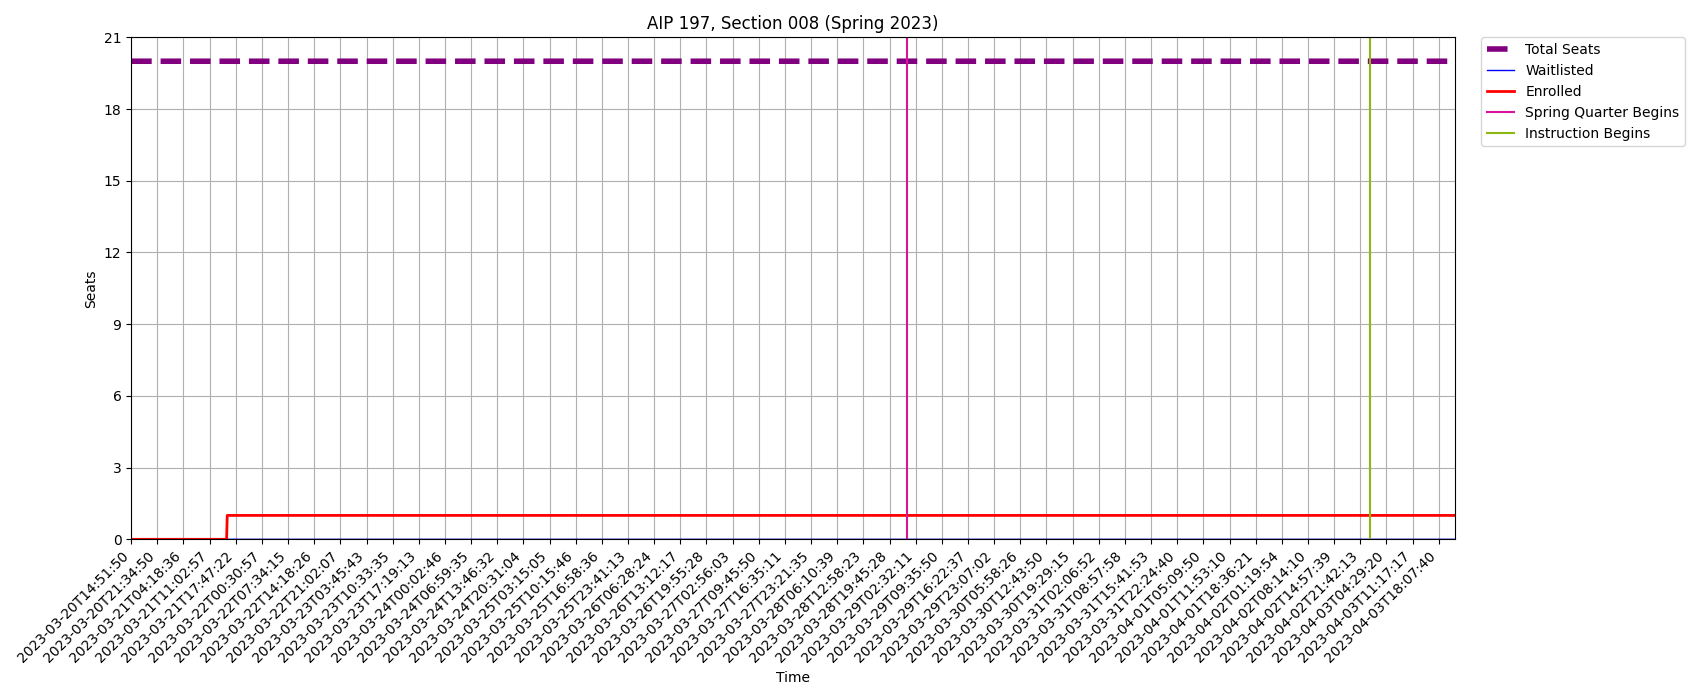 AIP 197, Section 008 (Spring 2023)
Total Seats
Waitlisted
Enrolled
Spring Quarter Begins
Instruction Begins
21
18
15
12
9
6
3
0
Seats
2023-03-20T14:51:50
2023-03-20T21:34:50
2023-03-21T04:18:36
2023-03-21T11:02:57
2023-03-21T17:47:22
2023-03-22T00:30:57
2023-03-22T07:34:15
2023-03-22T14:18:26
2023-03-22T21:02:07
2023-03-23T03:45:43
2023-03-23T10:33:35
2023-03-23T17:19:13
2023-03-24T00:02:46
2023-03-24T06:59:35
2023-03-24T13:46:32
2023-03-24T20:31:04
2023-03-25T03:15:05
2023-03-25T10:15:46
2023-03-25T16:58:36
2023-03-25T23:41:13
2023-03-26T06:28:24
2023-03-26T13:12:17
2023-03-26T19:55:28
2023-03-27T02:56:03
2023-03-27T09:45:50
2023-03-27T16:35:11
2023-03-27T23:21:35
2023-03-28T06:10:39
2023-03-28T12:58:23
2023-03-28T19:45:28
2023-03-29T02:32:11
2023-03-29T09:35:50
2023-03-29T16:22:37
2023-03-29T23:07:02
2023-03-30T05:58:26
2023-03-30T12:43:50
2023-03-30T19:29:15
2023-03-31T02:06:52
2023-03-31T08:57:58
2023-03-31T15:41:53
2023-03-31T22:24:40
2023-04-01T05:09:50
2023-04-01T11:53:10
2023-04-01T18:36:21
2023-04-02T01:19:54
2023-04-02T08:14:10
2023-04-02T14:57:39
2023-04-02T21:42:13
2023-04-03T04:29:20
2023-04-03T11:17:17
2023-04-03T18:07:40
Time